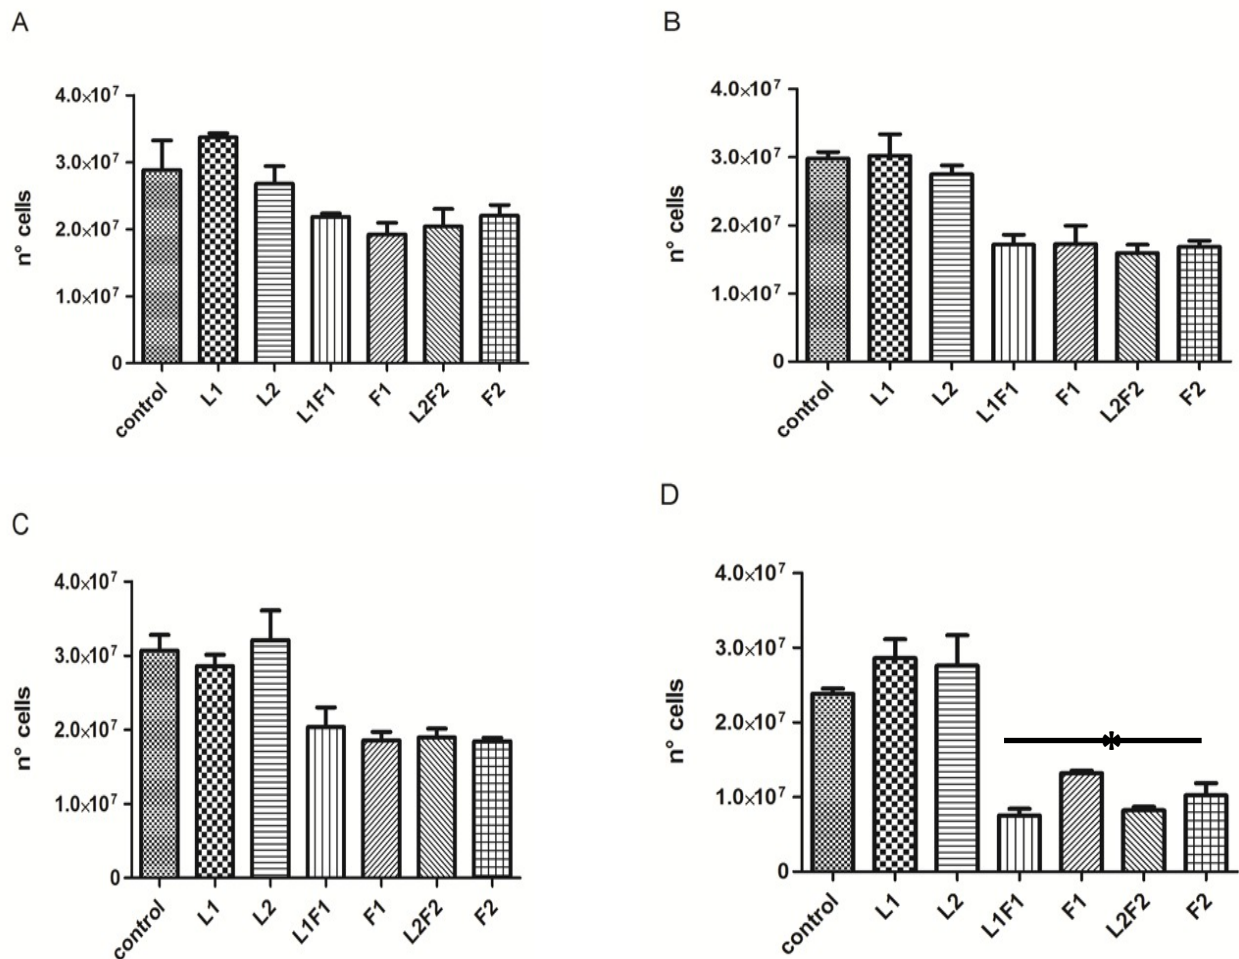 A
4.0×10⁷
3.0×10⁷
2.0×10⁷
1.0×10⁷
0
n° cells
control
L1
L2
L1F1
F1
L2F2
F2
B
4.0×10⁷
3.0×10⁷
2.0×10⁷
1.0×10⁷
0
n° cells
control
L1
L2
L1F1
F1
L2F2
F2
C
4.0×10⁷
3.0×10⁷
2.0×10⁷
1.0×10⁷
0
n° cells
control
L1
L2
L1F1
F1
L2F2
F2
D
4.0×10⁷
3.0×10⁷
2.0×10⁷
1.0×10⁷
0
n° cells
*
control
L1
L2
L1F1
F1
L2F2
F2